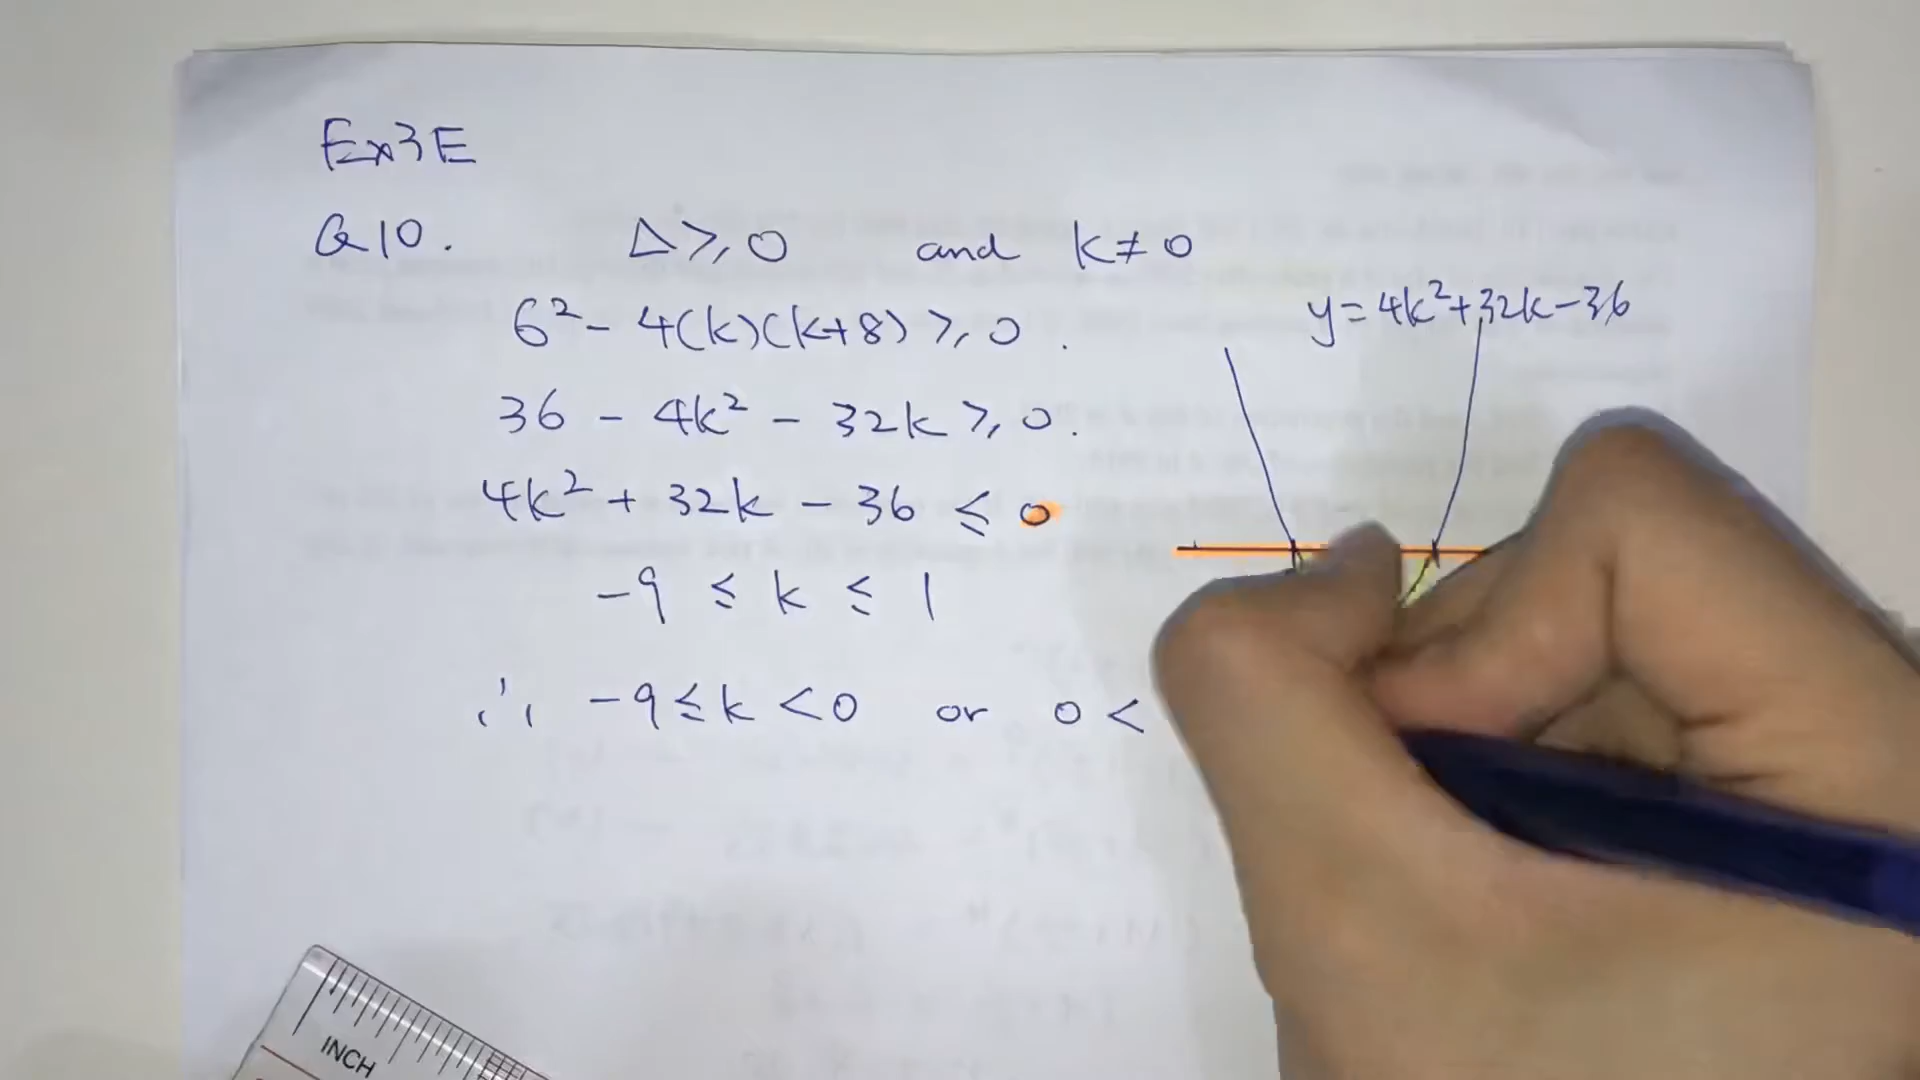 Ex3E
Q10. Δ ⩾ 0 and k ≠ 0
6² - 4(k)(k+8) ⩾ 0.
y = 4k² + 32k - 36
36 - 4k² - 32k ⩾ 0.
4k² + 32k - 36 ≤ 0
-9 ≤ k ≤ 1
∴ -9 ≤ k < 0 or 0 <
INCH